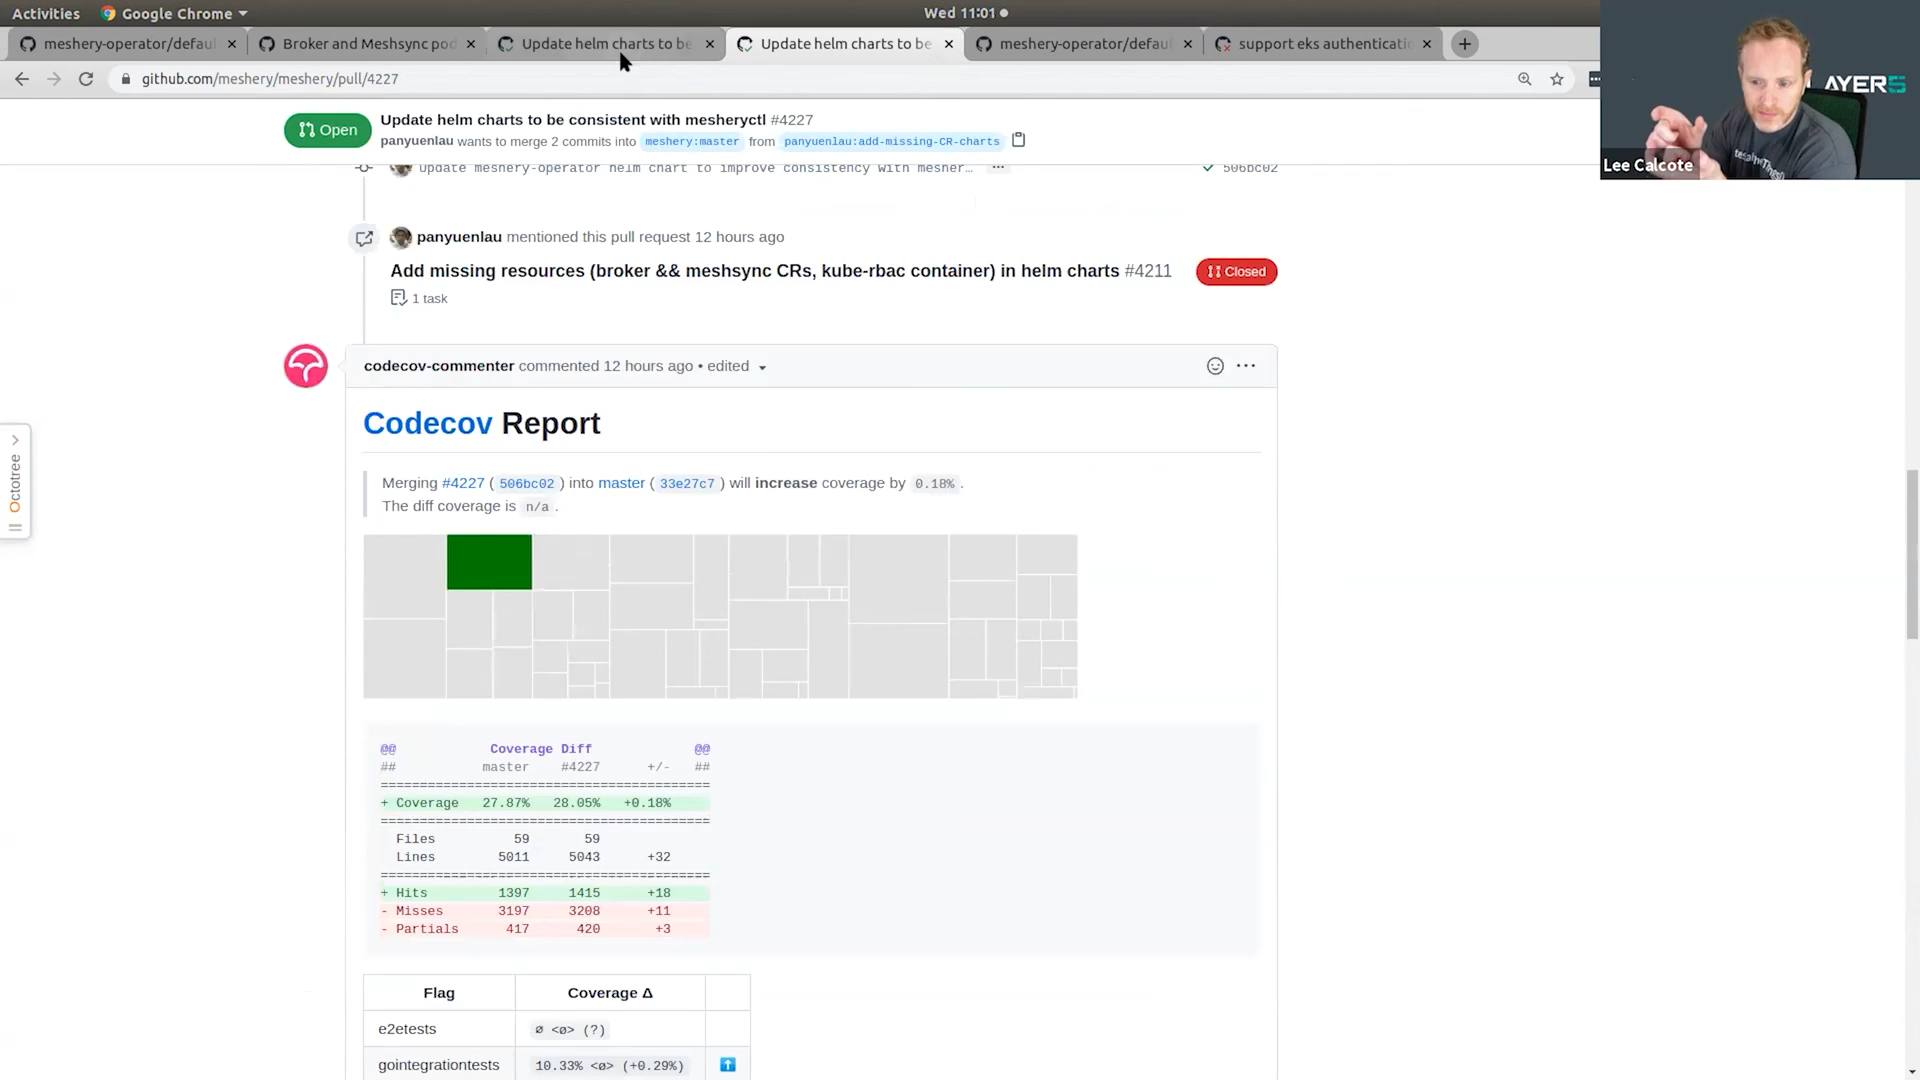 Activities Google Chrome Wed 11:01
meshery-operator/defau
Broker and Meshsync pod
Update helm charts to be
Update helm charts to be
meshery-operator/defau
support eks authenticati
github.com/meshery/meshery/pull/4227
AYER5
Lee Calcote
Open
Update helm charts to be consistent with mesheryctl #4227
panyuenlau wants to merge 2 commits into meshery:master from panyuenlau:add-missing-CR-charts
Update meshery-operator helm chart to improve consistency with mesher… ... 506bc02
panyuenlau mentioned this pull request 12 hours ago
Add missing resources (broker && meshsync CRs, kube-rbac container) in helm charts #4211 Closed
1 task
Octotree
codecov-commenter commented 12 hours ago • edited
Codecov Report
Merging #4227 ( 506bc02 ) into master ( 33e27c7 ) will increase coverage by 0.18% .
The diff coverage is n/a .
@@ Coverage Diff @@
## master #4227 +/- ##
==========================================
+ Coverage 27.87% 28.05% +0.18%
==========================================
Files 59 59
Lines 5011 5043 +32
==========================================
+ Hits 1397 1415 +18
- Misses 3197 3208 +11
- Partials 417 420 +3
Flag Coverage Δ
e2etests ø <ø> (?)
gointegrationtests 10.33% <ø> (+0.29%)